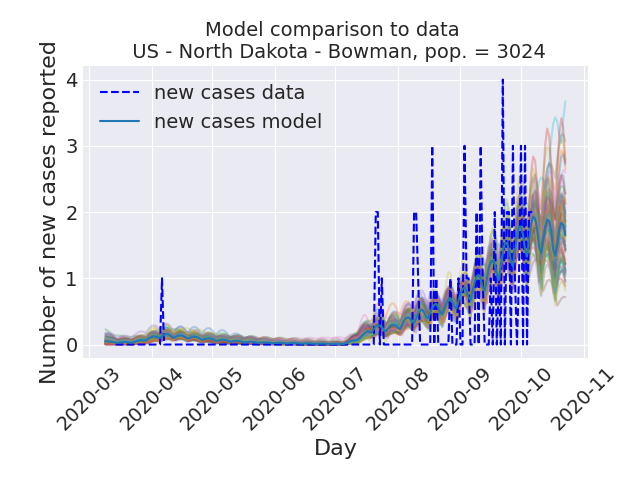 Model comparison to data
US - North Dakota - Bowman, pop. = 3024
Number of new cases reported
4
3
2
1
0
new cases data
new cases model
2020-03
2020-04
2020-05
2020-06
2020-07
2020-08
2020-09
2020-10
2020-11
Day